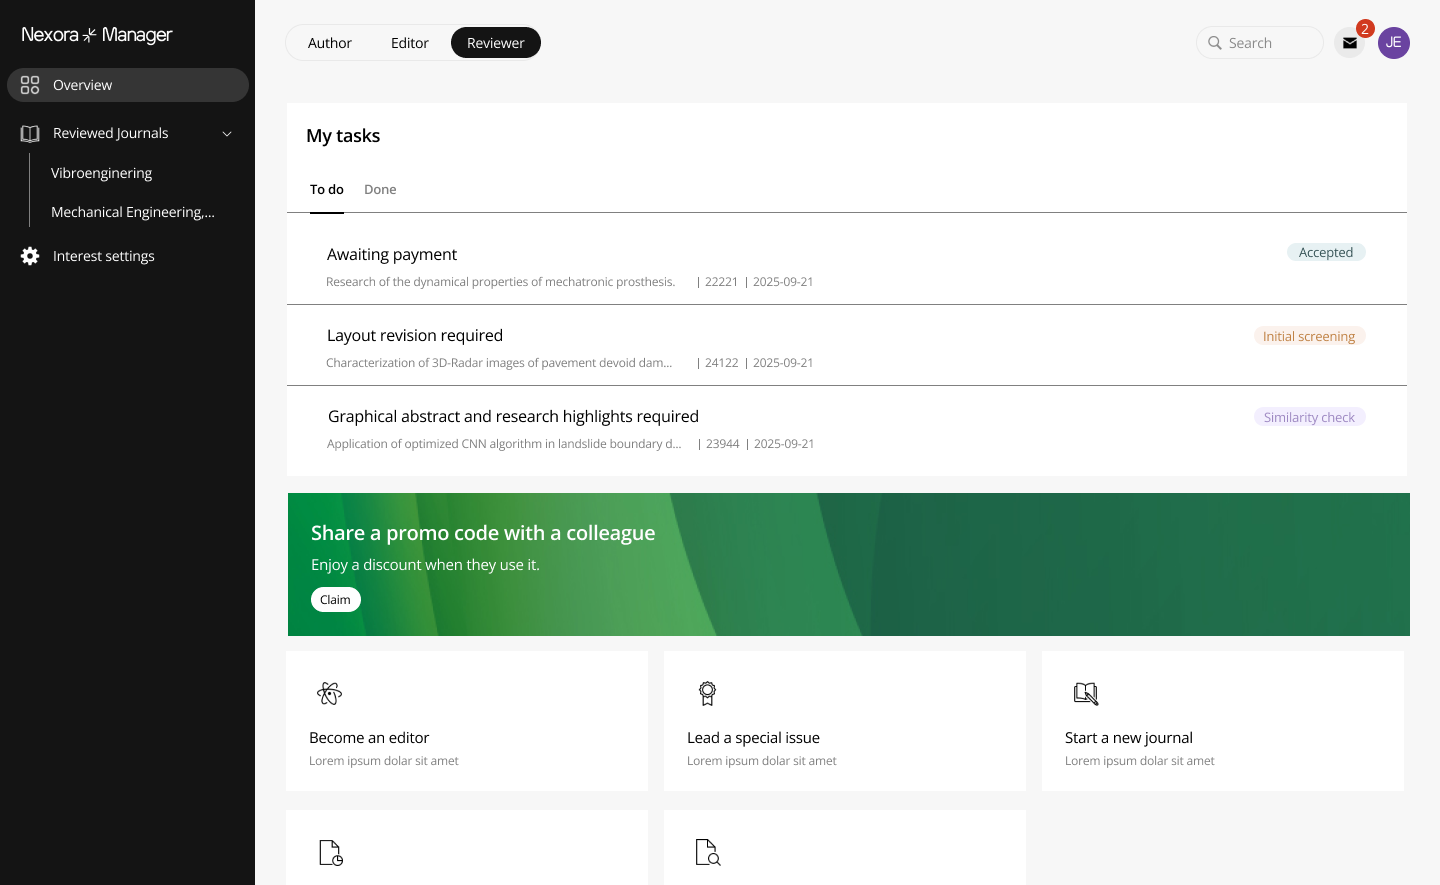 Nexora Manager
Author
Editor
Reviewer
Search
2
JE
Overview
Reviewed Journals
Vibroenginering
Mechanical Engineering,...
Interest settings
My tasks
To do
Done
Awaiting payment
Accepted
Research of the dynamical properties of mechatronic prosthesis. | 22221 | 2025-09-21
Layout revision required
Initial screening
Characterization of 3D-Radar images of pavement devoid dam... | 24122 | 2025-09-21
Graphical abstract and research highlights required
Similarity check
Application of optimized CNN algorithm in landslide boundary d... | 23944 | 2025-09-21
Share a promo code with a colleague
Enjoy a discount when they use it.
Claim
Become an editor
Lorem ipsum dolar sit amet
Lead a special issue
Lorem ipsum dolar sit amet
Start a new journal
Lorem ipsum dolar sit amet